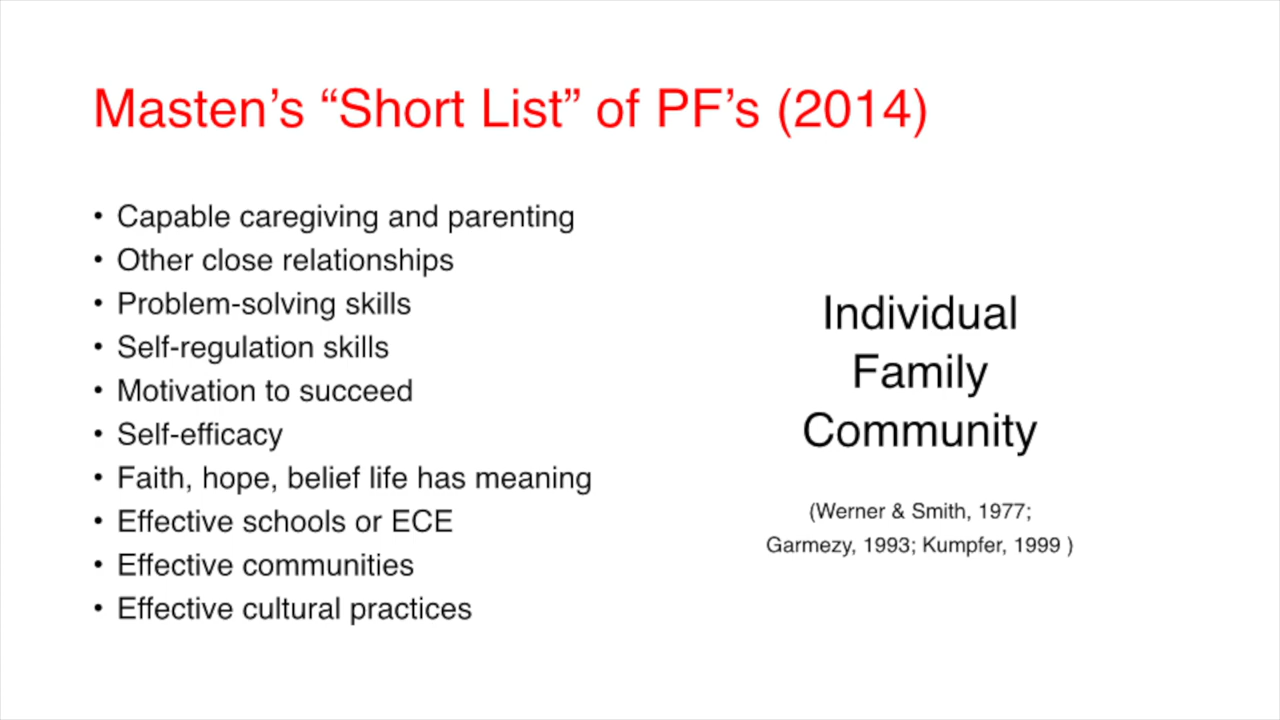 Masten’s “Short List” of PF’s (2014)
• Capable caregiving and parenting
• Other close relationships
• Problem-solving skills
• Self-regulation skills
• Motivation to succeed
• Self-efficacy
• Faith, hope, belief life has meaning
• Effective schools or ECE
• Effective communities
• Effective cultural practices
Individual
Family
Community
(Werner & Smith, 1977;
Garmezy, 1993; Kumpfer, 1999 )